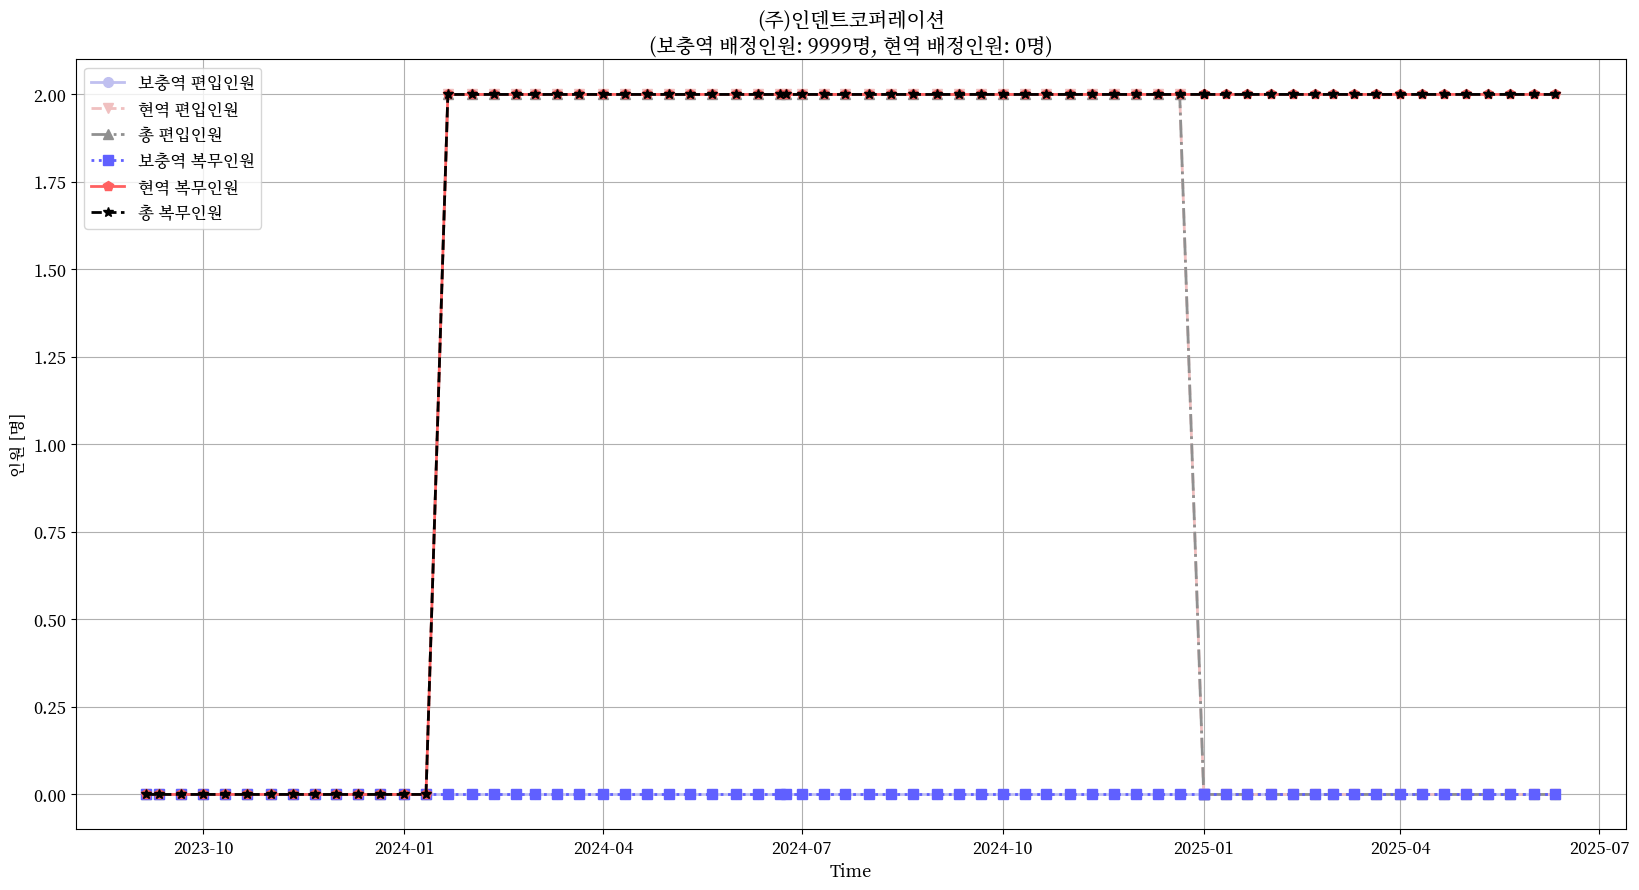 (주)인덴트코퍼레이션
(보충역 배정인원: 9999명, 현역 배정인원: 0명)
보충역 편입인원
현역 편입인원
총 편입인원
보충역 복무인원
현역 복무인원
총 복무인원
2.00
1.75
1.50
1.25
1.00
0.75
0.50
0.25
0.00
인원 [명]
2023-10 2024-01 2024-04 2024-07 2024-10 2025-01 2025-04 2025-07
Time